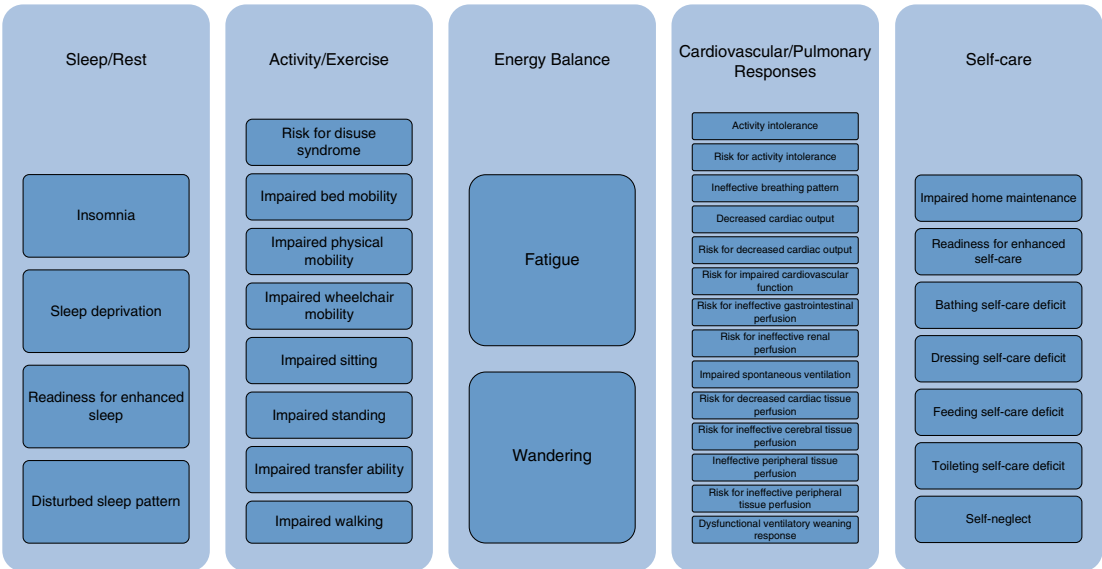 Sleep/Rest
Insomnia
Sleep deprivation
Readiness for enhanced
sleep
Disturbed sleep pattern
Activity/Exercise
Risk for disuse
syndrome
Impaired bed mobility
Impaired physical
mobility
Impaired wheelchair
mobility
Impaired sitting
Impaired standing
Impaired transfer ability
Impaired walking
Energy Balance
Fatigue
Wandering
Cardiovascular/Pulmonary
Responses
Activity intolerance
Risk for activity intolerance
Ineffective breathing pattern
Decreased cardiac output
Risk for decreased cardiac output
Risk for impaired cardiovascular
function
Risk for ineffective gastrointestinal
perfusion
Risk for ineffective renal
perfusion
Impaired spontaneous ventilation
Risk for decreased cardiac tissue
perfusion
Risk for ineffective cerebral tissue
perfusion
Ineffective peripheral tissue
perfusion
Risk for ineffective peripheral
tissue perfusion
Dysfunctional ventilatory weaning
response
Self-care
Impaired home maintenance
Readiness for enhanced
self-care
Bathing self-care deficit
Dressing self-care deficit
Feeding self-care deficit
Toileting self-care deficit
Self-neglect